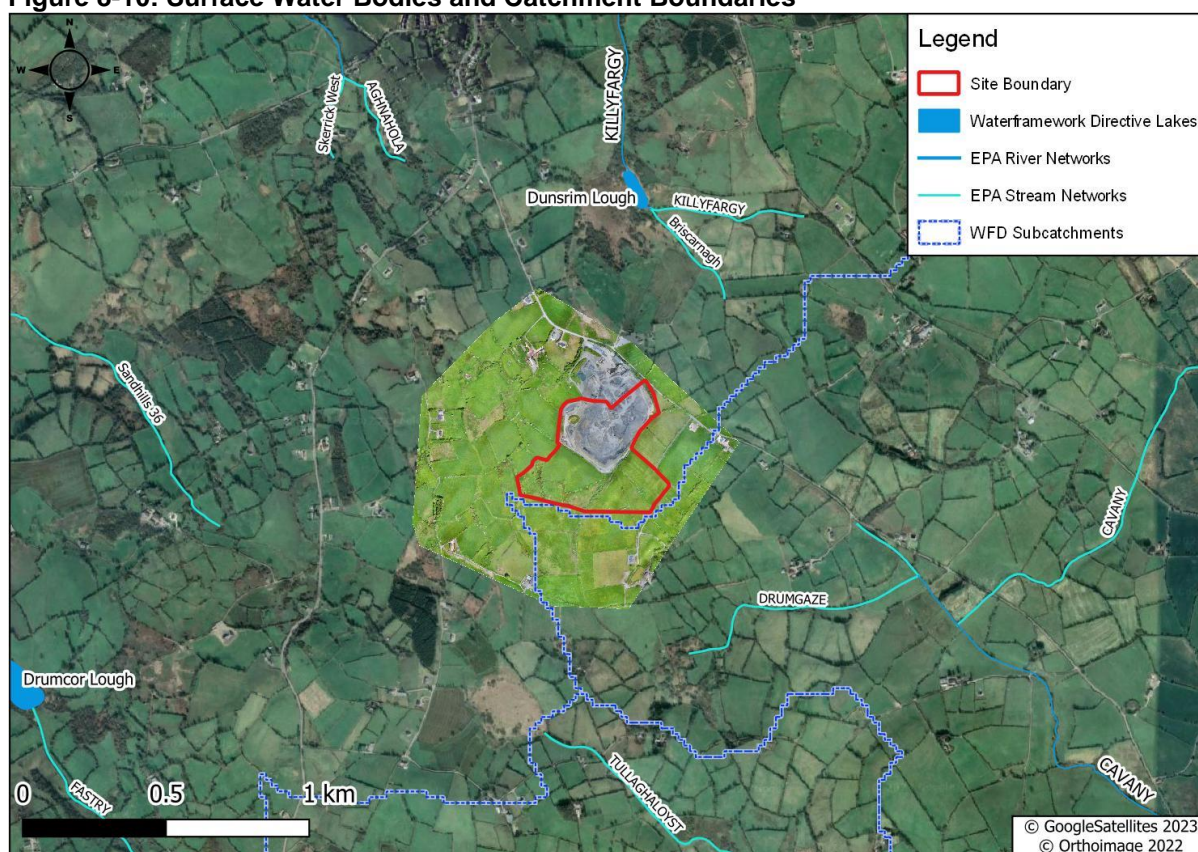 Figure 8-10: Surface Water Bodies and Catchment Boundaries
N
W
E
S
Skerrick West
AGHNAHOLA
KILLYFARGY
Dunsrim Lough
KILLYFARGY
Briscarnagh
Legend
Site Boundary
Waterframework Directive Lakes
EPA River Networks
EPA Stream Networks
WFD Subcatchments
Sandhills 36
CAVANY
DRUMGAZE
Drumcor Lough
FASTRY
TULLAGHALOYST
CAVANY
0 0.5 1 km
© GoogleSatellites 2023
© Orthoimage 2022